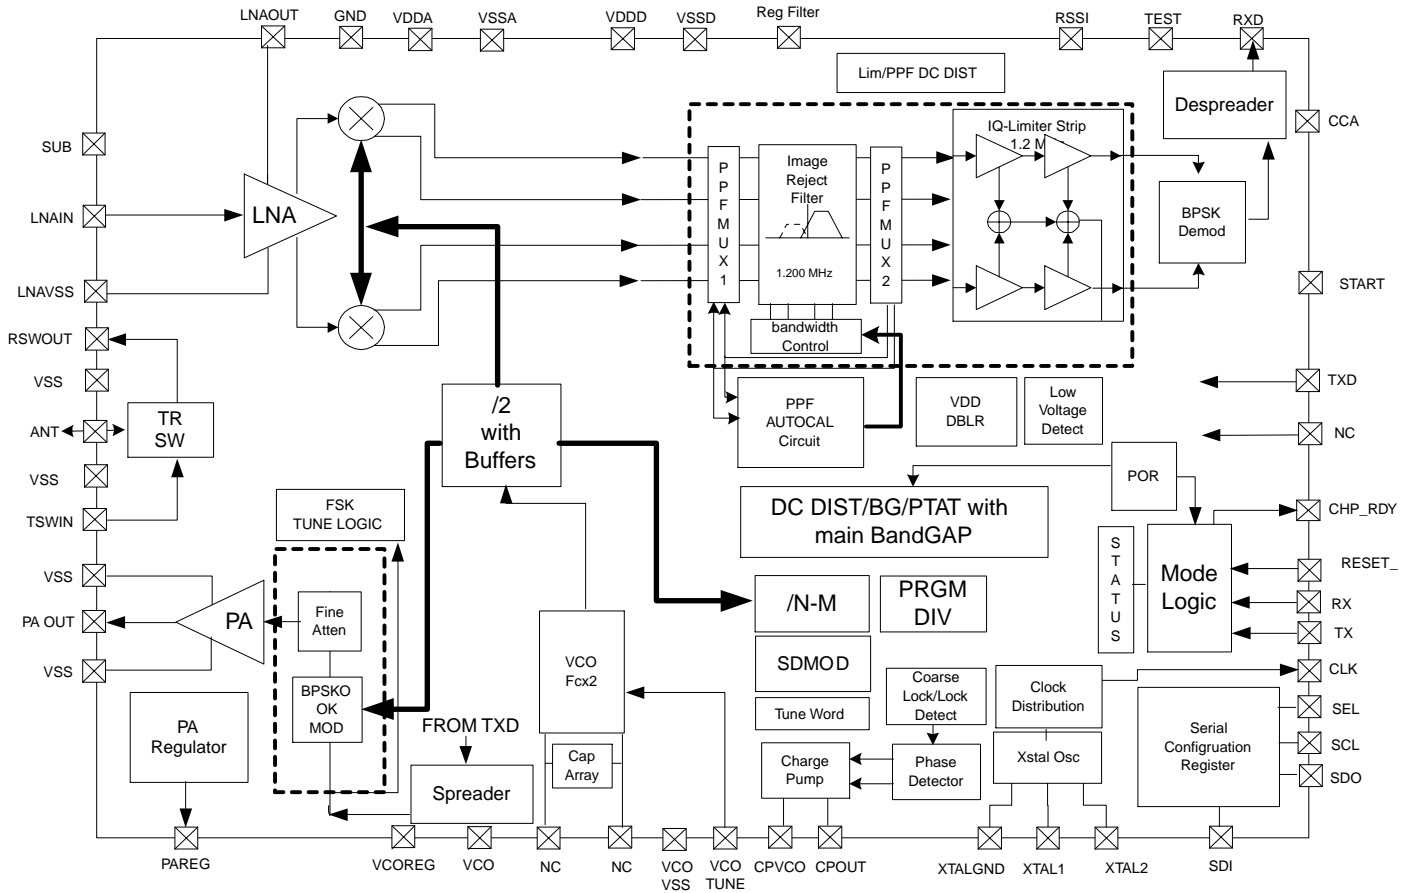 LNAOUT
GND
VDDA
VSSA
VDDD
VSSD
Reg Filter
RSSI
TEST
RXD
Lim/PPF DC DIST
Despreader
CCA
SUB
LNAIN
LNAVSS
LNA
PPFMUX1
Image
Reject
Filter
1.200 MHz
PPFMUX2
IQ-Limiter Strip
1.2 M
BPSK
Demod
START
bandwidth
Control
RSWOUT
VSS
ANT
VSS
TSWIN
TR
SW
/2
with
Buffers
PPF
AUTOCAL
Circuit
VDD
DBLR
Low
Voltage
Detect
TXD
NC
POR
FSK
TUNE LOGIC
DC DIST/BG/PTAT with
main BandGAP
CHP_RDY
STATUS
Mode
Logic
RESET_
RX
TX
VSS
PA OUT
VSS
PA
Fine
Atten
BPSKO
OK
MOD
VCO
Fcx2
/N-M
PRGM
DIV
SDMOD
Tune Word
Coarse
Lock/Lock
Detect
Clock
Distribution
CLK
SEL
SCL
SDO
PA
Regulator
FROM TXD
Spreader
Cap
Array
Charge
Pump
Phase
Detector
Xstal Osc
Serial
Configruation
Register
PAREG
VCOREG
VCO
NC
NC
VCO
VSS
VCO
TUNE
CPVCO
CPOUT
XTALGND
XTAL1
XTAL2
SDI